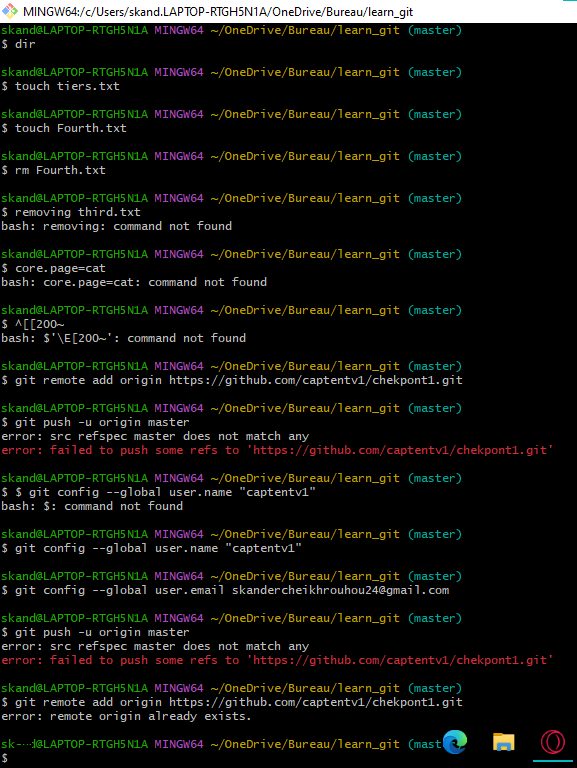 MINGW64:/c/Users/skand.LAPTOP-RTGH5N1A/OneDrive/Bureau/learn_git
skand@LAPTOP-RTGH5N1A MINGW64 ~/OneDrive/Bureau/learn_git (master)
$ dir
skand@LAPTOP-RTGH5N1A MINGW64 ~/OneDrive/Bureau/learn_git (master)
$ touch tiers.txt
skand@LAPTOP-RTGH5N1A MINGW64 ~/OneDrive/Bureau/learn_git (master)
$ touch Fourth.txt
skand@LAPTOP-RTGH5N1A MINGW64 ~/OneDrive/Bureau/learn_git (master)
$ rm Fourth.txt
skand@LAPTOP-RTGH5N1A MINGW64 ~/OneDrive/Bureau/learn_git (master)
$ removing third.txt
bash: removing: command not found
skand@LAPTOP-RTGH5N1A MINGW64 ~/OneDrive/Bureau/learn_git (master)
$ core.page=cat
bash: core.page=cat: command not found
skand@LAPTOP-RTGH5N1A MINGW64 ~/OneDrive/Bureau/learn_git (master)
$ ^[[200~
bash: $'\E[200~': command not found
skand@LAPTOP-RTGH5N1A MINGW64 ~/OneDrive/Bureau/learn_git (master)
$ git remote add origin https://github.com/captentv1/chekpont1.git
skand@LAPTOP-RTGH5N1A MINGW64 ~/OneDrive/Bureau/learn_git (master)
$ git push -u origin master
error: src refspec master does not match any
error: failed to push some refs to 'https://github.com/captentv1/chekpont1.git'
skand@LAPTOP-RTGH5N1A MINGW64 ~/OneDrive/Bureau/learn_git (master)
$ $ git config --global user.name "captentv1"
bash: $: command not found
skand@LAPTOP-RTGH5N1A MINGW64 ~/OneDrive/Bureau/learn_git (master)
$ git config --global user.name "captentv1"
skand@LAPTOP-RTGH5N1A MINGW64 ~/OneDrive/Bureau/learn_git (master)
$ git config --global user.email skandercheikhrouhou24@gmail.com
skand@LAPTOP-RTGH5N1A MINGW64 ~/OneDrive/Bureau/learn_git (master)
$ git push -u origin master
error: src refspec master does not match any
error: failed to push some refs to 'https://github.com/captentv1/chekpont1.git'
skand@LAPTOP-RTGH5N1A MINGW64 ~/OneDrive/Bureau/learn_git (master)
$ git remote add origin https://github.com/captentv1/chekpont1.git
error: remote origin already exists.
d@LAPTOP-RTGH5N1A MINGW64 ~/OneDrive/Bureau/learn_git (mast
$